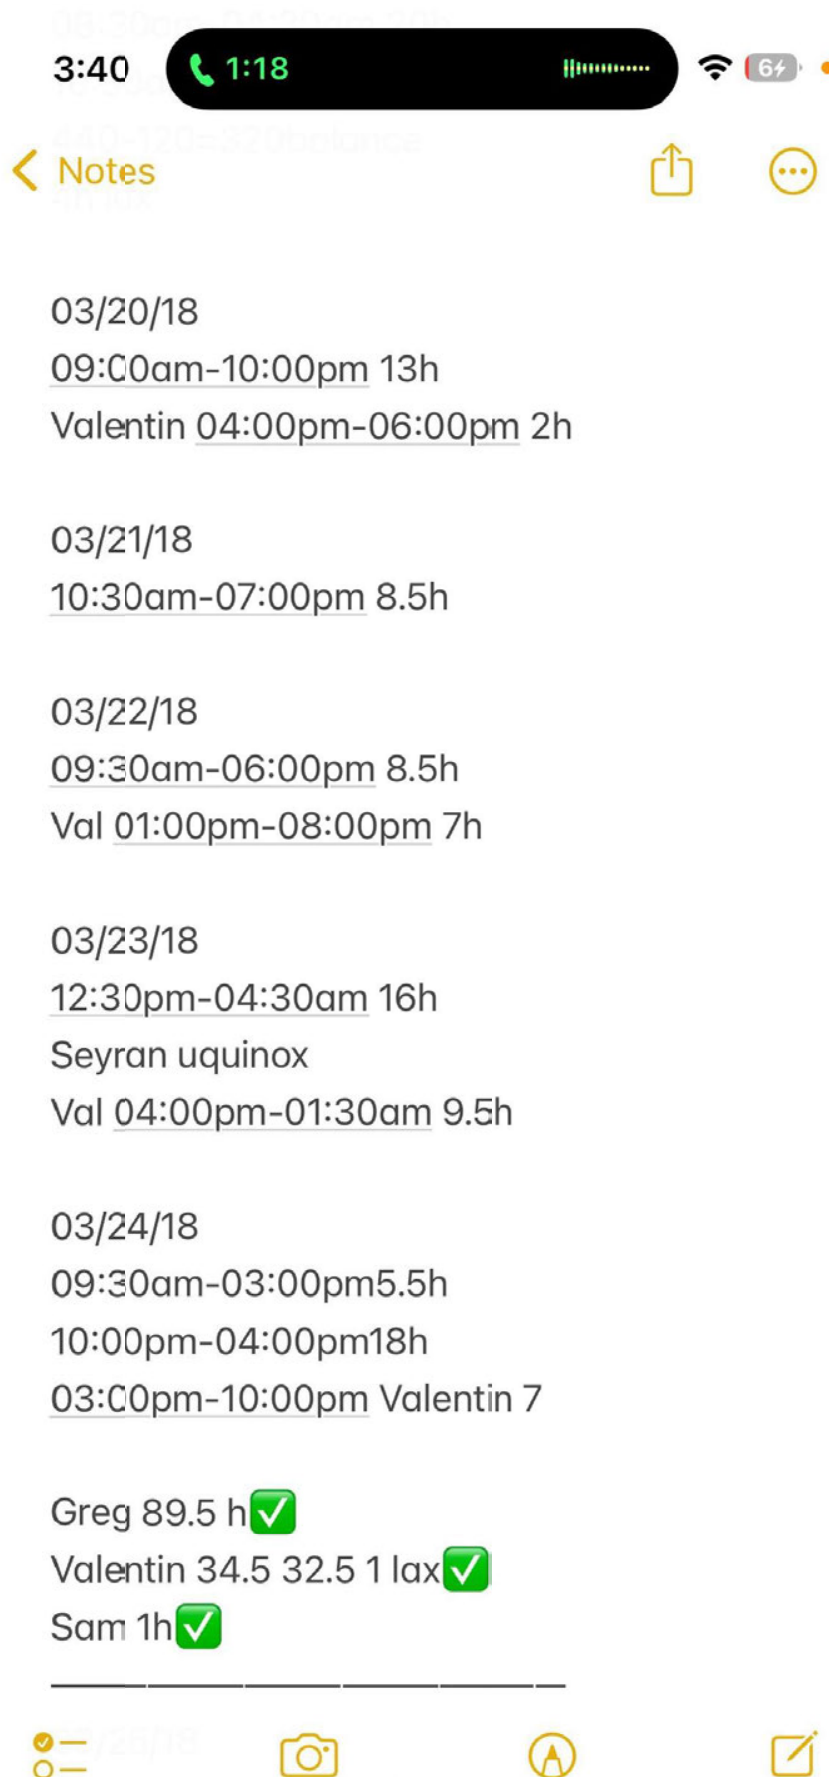 3:40 1:18 6
440-120=320balance
Notes
03/20/18
09:00am-10:00pm 13h
Valentin 04:00pm-06:00pm 2h
03/21/18
10:30am-07:00pm 8.5h
03/22/18
09:30am-06:00pm 8.5h
Val 01:00pm-08:00pm 7h
03/23/18
12:30pm-04:30am 16h
Seyran uquinox
Val 04:00pm-01:30am 9.5h
03/24/18
09:30am-03:00pm5.5h
10:00pm-04:00pm18h
03:00pm-10:00pm Valentin 7
Greg 89.5 h✅
Valentin 34.5 32.5 1 lax✅
Sam 1h✅